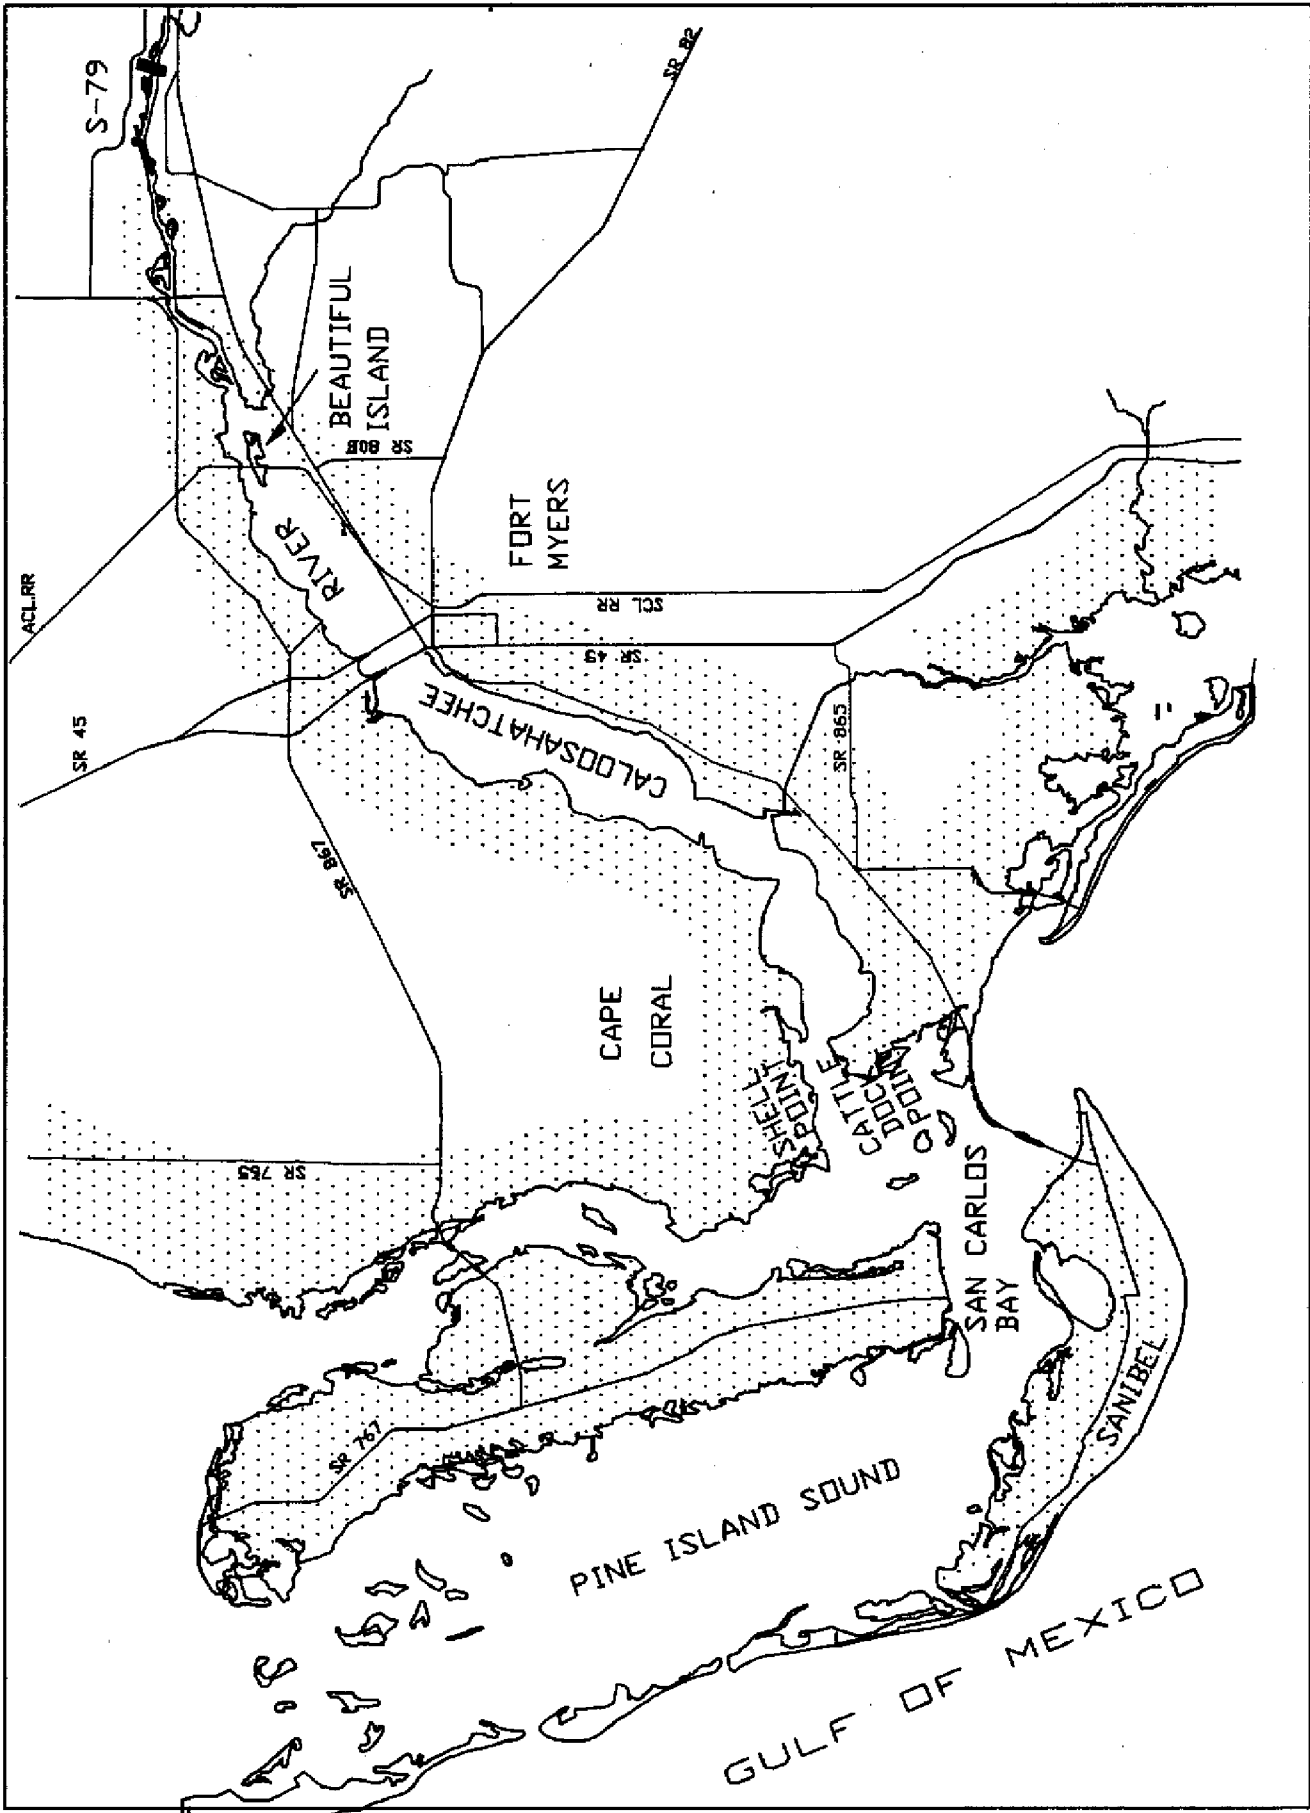 S-79
SR 82
BEAUTIFUL
ISLAND
SR 80B
RIVER
FORT
MYERS
ACL.RR
SCL RR
SR 45
CALOOSAHATCHEE
SR 45
SR 865
SR 867
CAPE
CORAL
SHELL
POINT
CATTLE
DOCK
POINT
SR 765
SAN CARLOS
BAY
SANIBEL
SR 767
PINE ISLAND SOUND
GULF OF MEXICO